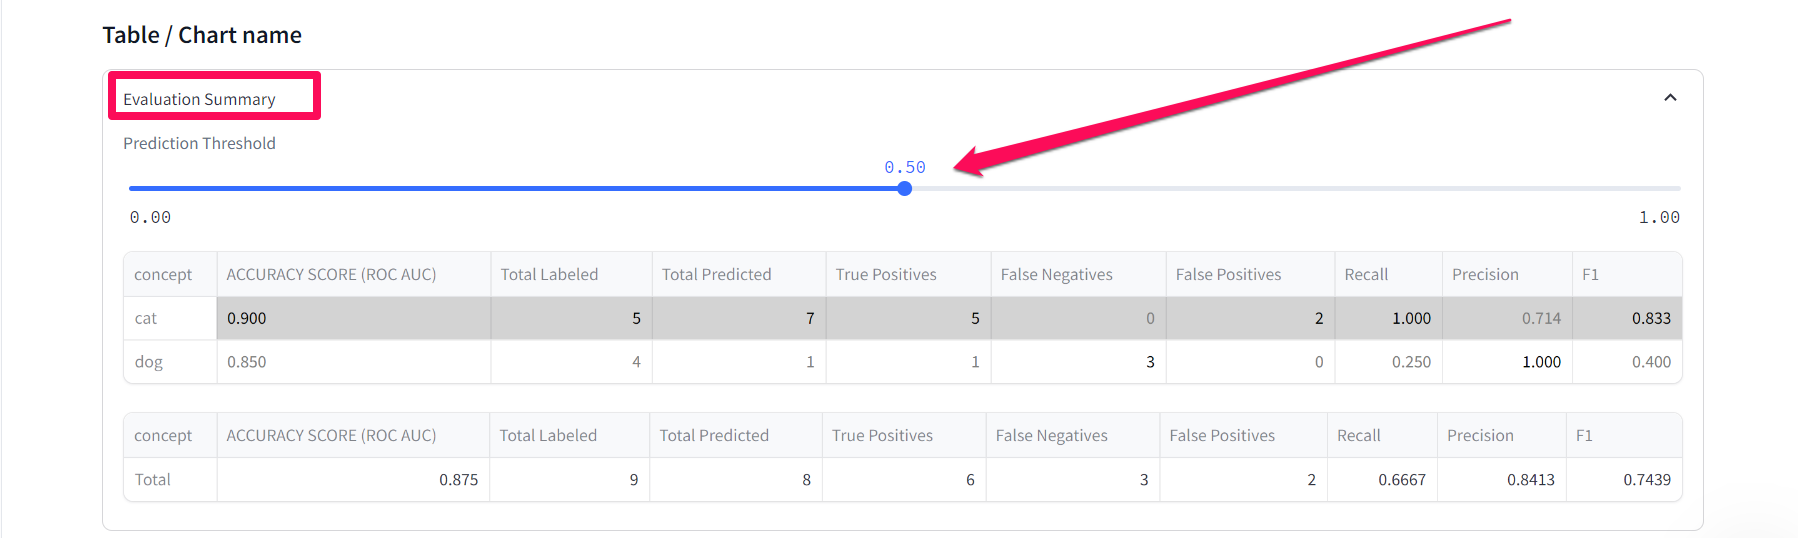 Table / Chart name
Evaluation Summary
Prediction Threshold
0.50
0.00 1.00
concept ACCURACY SCORE (ROC AUC) Total Labeled Total Predicted True Positives False Negatives False Positives Recall Precision F1
cat 0.900 5 7 5 0 2 1.000 0.714 0.833
dog 0.850 4 1 1 3 0 0.250 1.000 0.400
concept ACCURACY SCORE (ROC AUC) Total Labeled Total Predicted True Positives False Negatives False Positives Recall Precision F1
Total 0.875 9 8 6 3 2 0.6667 0.8413 0.7439